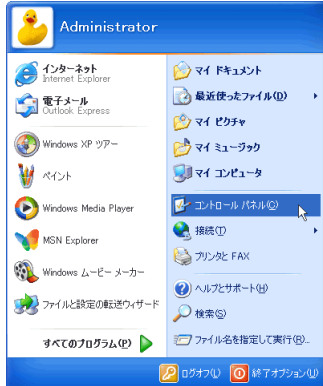 Administrator
インターネット
Internet Explorer
電子メール
Outlook Express
Windows XP ツアー
ペイント
Windows Media Player
MSN Explorer
Windows ムービー メーカー
ファイルと設定の転送ウィザード
すべてのプログラム(P)
マイ ドキュメント
最近使ったファイル(D)
マイ ピクチャ
マイ ミュージック
マイ コンピュータ
コントロール パネル(C)
接続(T)
プリンタと FAX
ヘルプとサポート(H)
検索(S)
ファイル名を指定して実行(R)...
ログオフ(L)
終了オプション(U)